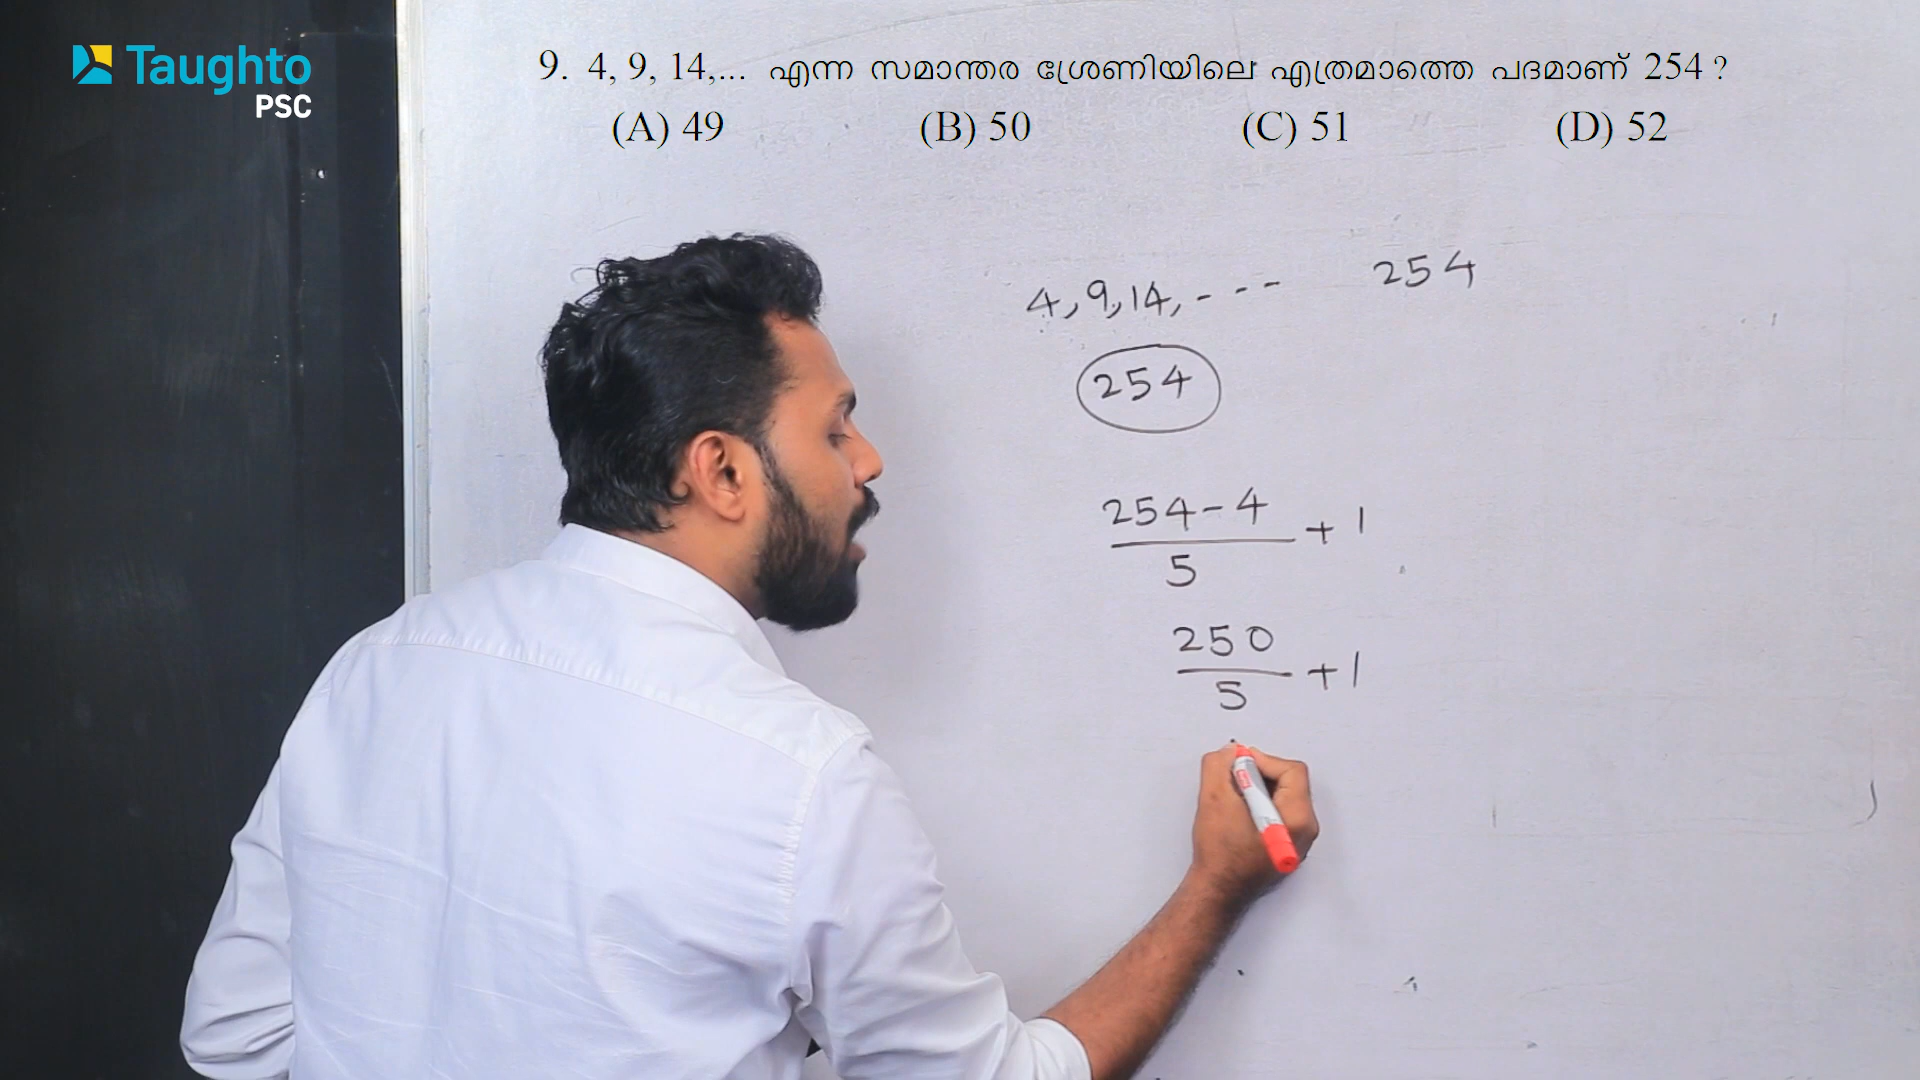 Taughto
PSC
9. 4, 9, 14,... എന്ന സമാന്തര ശ്രേണിയിലെ എത്രമാത്തെ പദമാണ് 254 ?
(A) 49 (B) 50 (C) 51 (D) 52
4, 9, 14, - - - 254
254
254 - 4
5
+ 1
250
5
+ 1